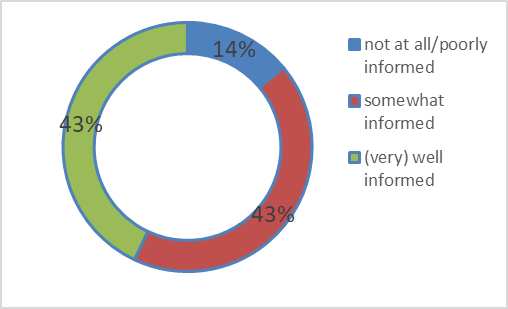 14%
43%
43%
not at all/poorly
informed
somewhat
informed
(very) well
informed